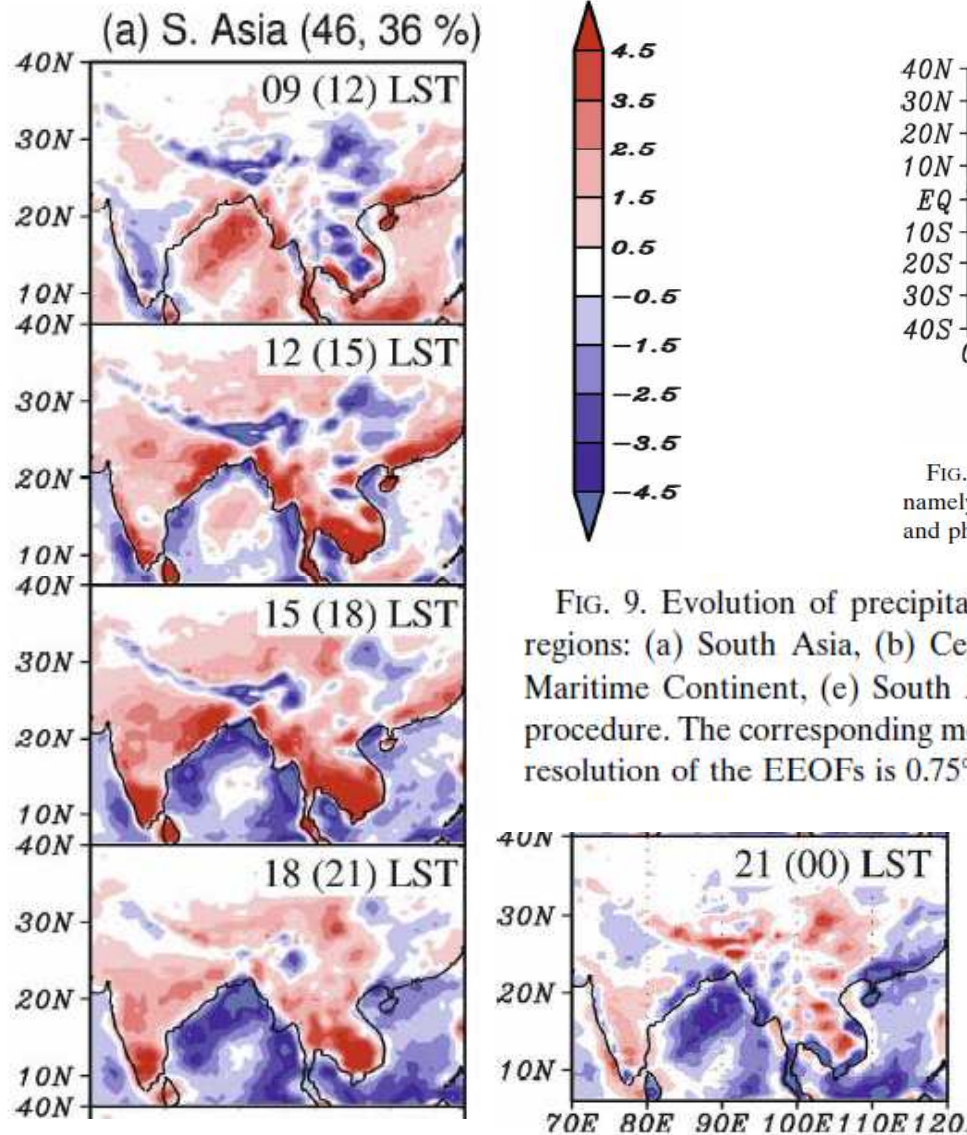 (a) S. Asia (46, 36 %)
40N
09 (12) LST
30N
20N
10N
40N
12 (15) LST
30N
20N
10N
40N
15 (18) LST
30N
20N
10N
40N
18 (21) LST
30N
20N
10N
40N
4.5
3.5
2.5
1.5
0.5
-0.5
-1.5
-2.5
-3.5
-4.5
40N
30N
20N
10N
EQ
10S
20S
30S
40S
FIG.
namely
and ph
FIG. 9. Evolution of precipita
regions: (a) South Asia, (b) Ce
Maritime Continent, (e) South
procedure. The corresponding m
resolution of the EEOFs is 0.75°
40N
21 (00) LST
30N
20N
10N
70E 80E 90E 100E 110E 120